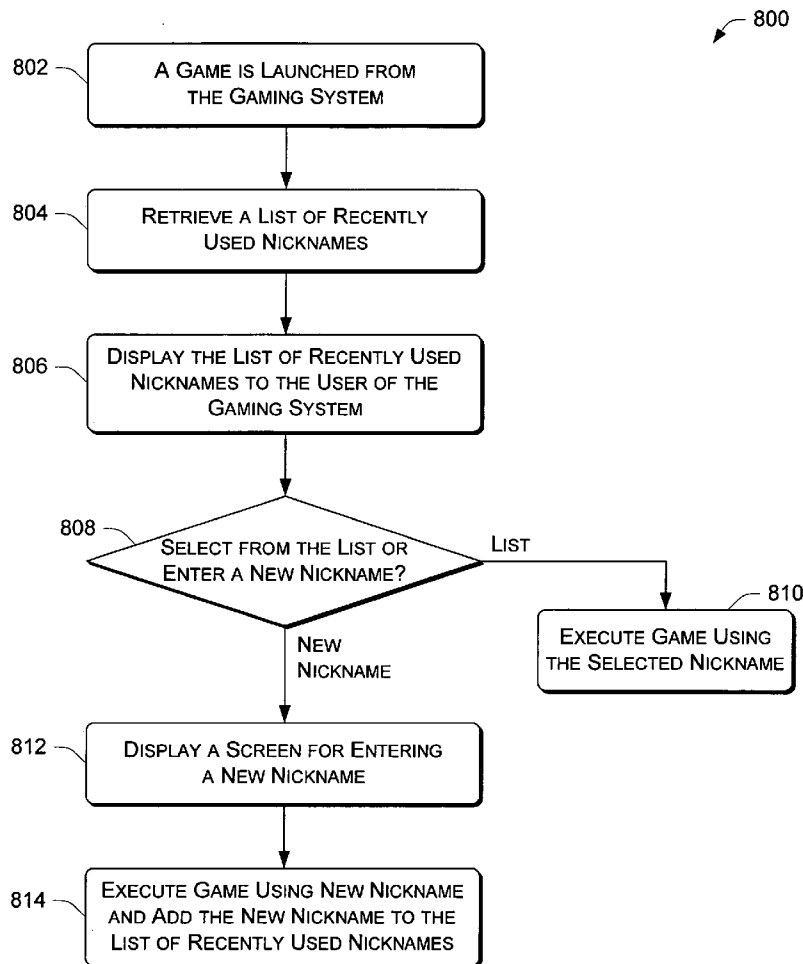 800
802
A GAME IS LAUNCHED FROM
THE GAMING SYSTEM
804
RETRIEVE A LIST OF RECENTLY
USED NICKNAMES
806
DISPLAY THE LIST OF RECENTLY USED
NICKNAMES TO THE USER OF THE
GAMING SYSTEM
808
SELECT FROM THE LIST OR
ENTER A NEW NICKNAME?
LIST
810
EXECUTE GAME USING
THE SELECTED NICKNAME
NEW
NICKNAME
812
DISPLAY A SCREEN FOR ENTERING
A NEW NICKNAME
814
EXECUTE GAME USING NEW NICKNAME
AND ADD THE NEW NICKNAME TO THE
LIST OF RECENTLY USED NICKNAMES